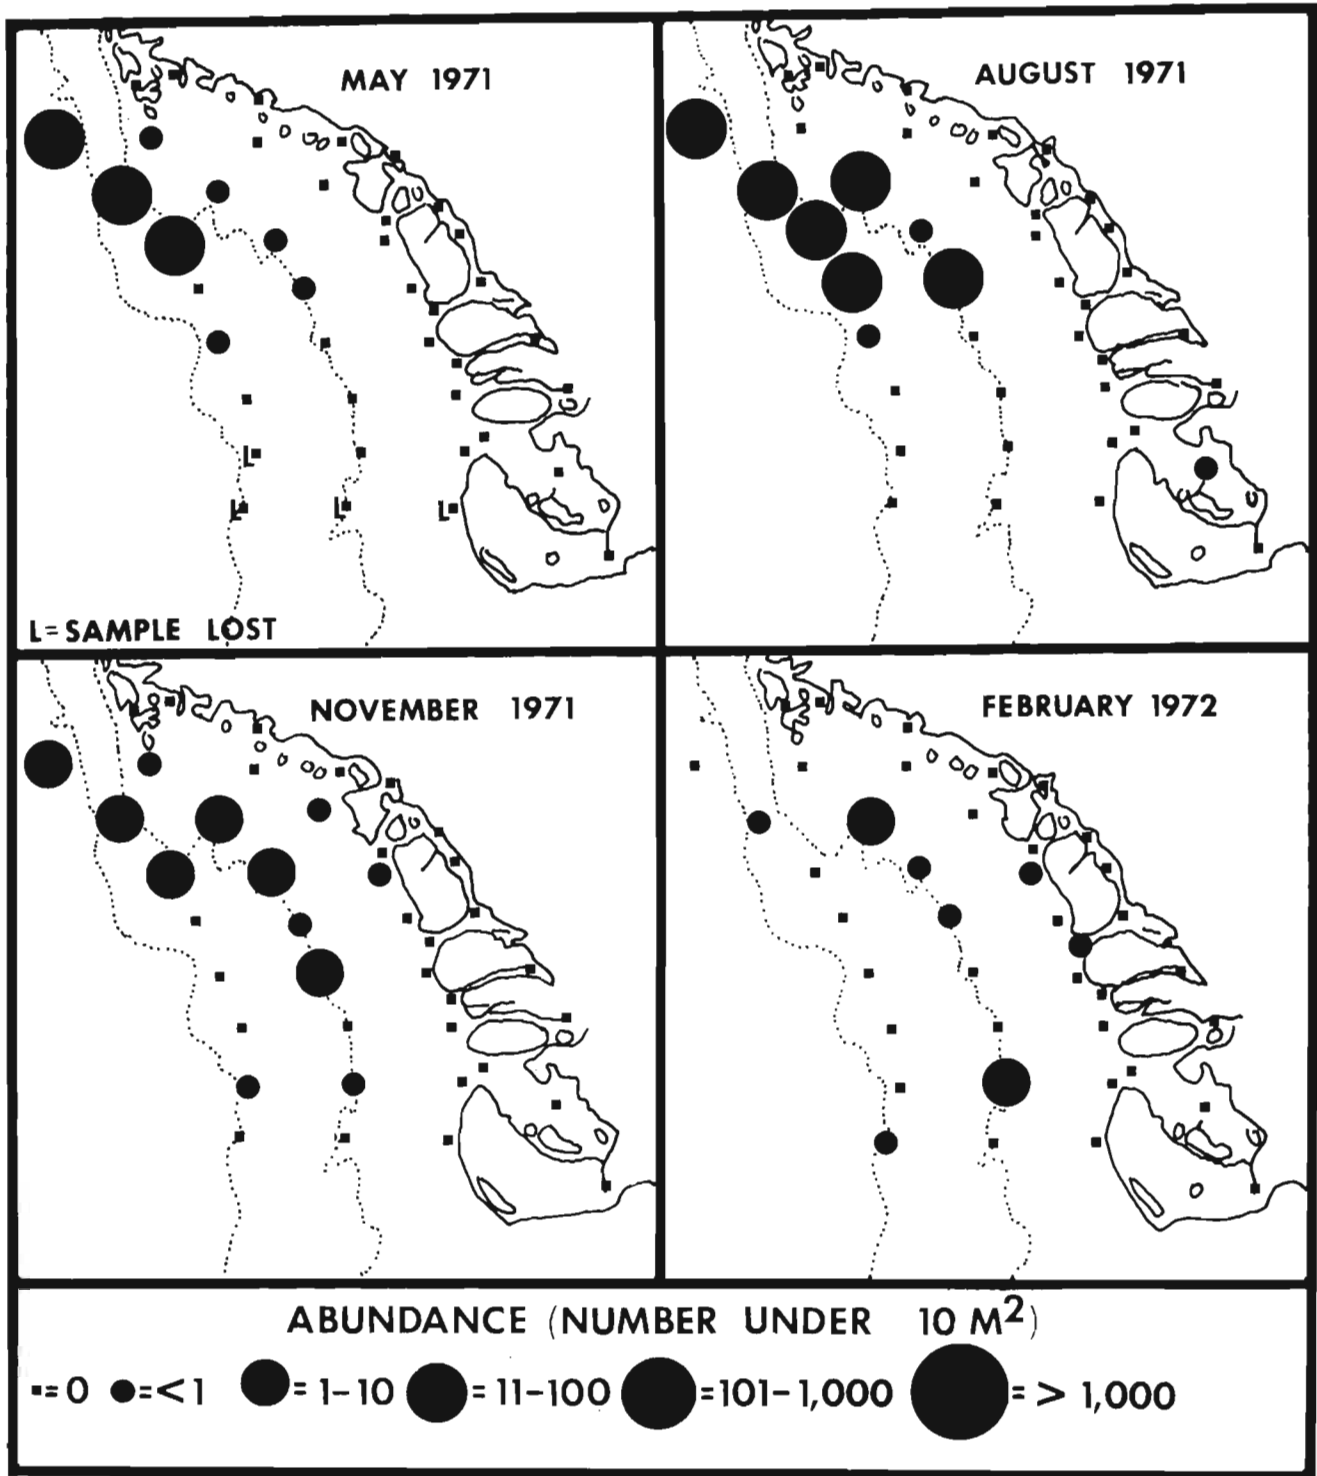 MAY 1971
AUGUST 1971
L
L
L
L
L=SAMPLE LOST
NOVEMBER 1971
FEBRUARY 1972
ABUNDANCE (NUMBER UNDER 10 M²)
=0 =<1 =1-10 =11-100 =101-1,000 => 1,000